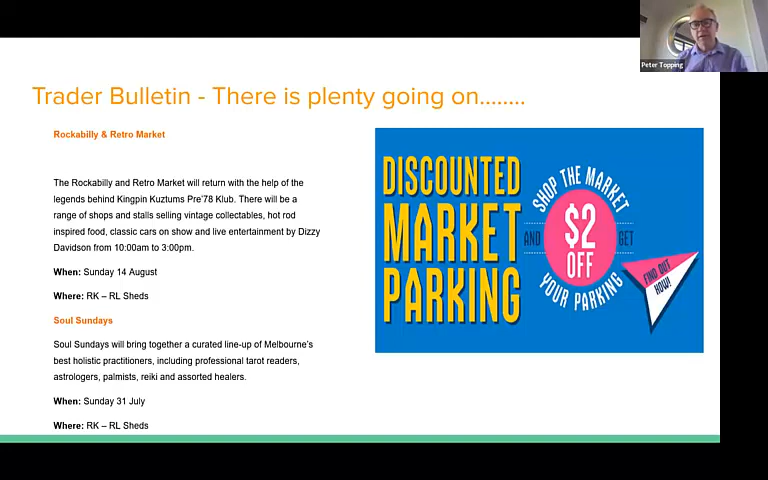 Peter Topping
Trader Bulletin - There is plenty going on........
Rockabilly & Retro Market
The Rockabilly and Retro Market will return with the help of the
legends behind Kingpin Kuztums Pre'78 Klub. There will be a
range of shops and stalls selling vintage collectables, hot rod
inspired food, classic cars on show and live entertainment by Dizzy
Davidson from 10:00am to 3:00pm.
When: Sunday 14 August
Where: RK – RL Sheds
Soul Sundays
Soul Sundays will bring together a curated line-up of Melbourne's
best holistic practitioners, including professional tarot readers,
astrologers, palmists, reiki and assorted healers.
When: Sunday 31 July
Where: RK – RL Sheds
DISCOUNTED
MARKET
PARKING
SHOP THE MARKET
AND
$2
OFF
GET
YOUR PARKING
FIND OUT
HOW!